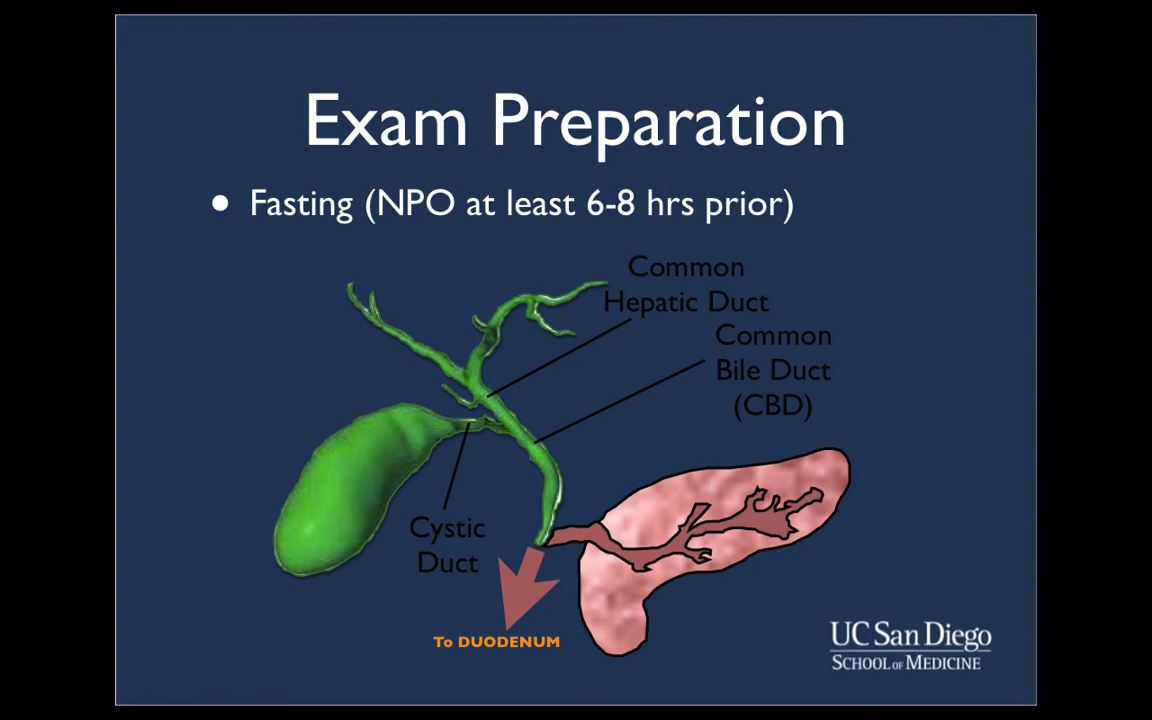 Exam Preparation
• Fasting (NPO at least 6-8 hrs prior)
Common
Hepatic Duct
Common
Bile Duct
(CBD)
Cystic
Duct
To DUODENUM
UC San Diego
SCHOOL OF MEDICINE